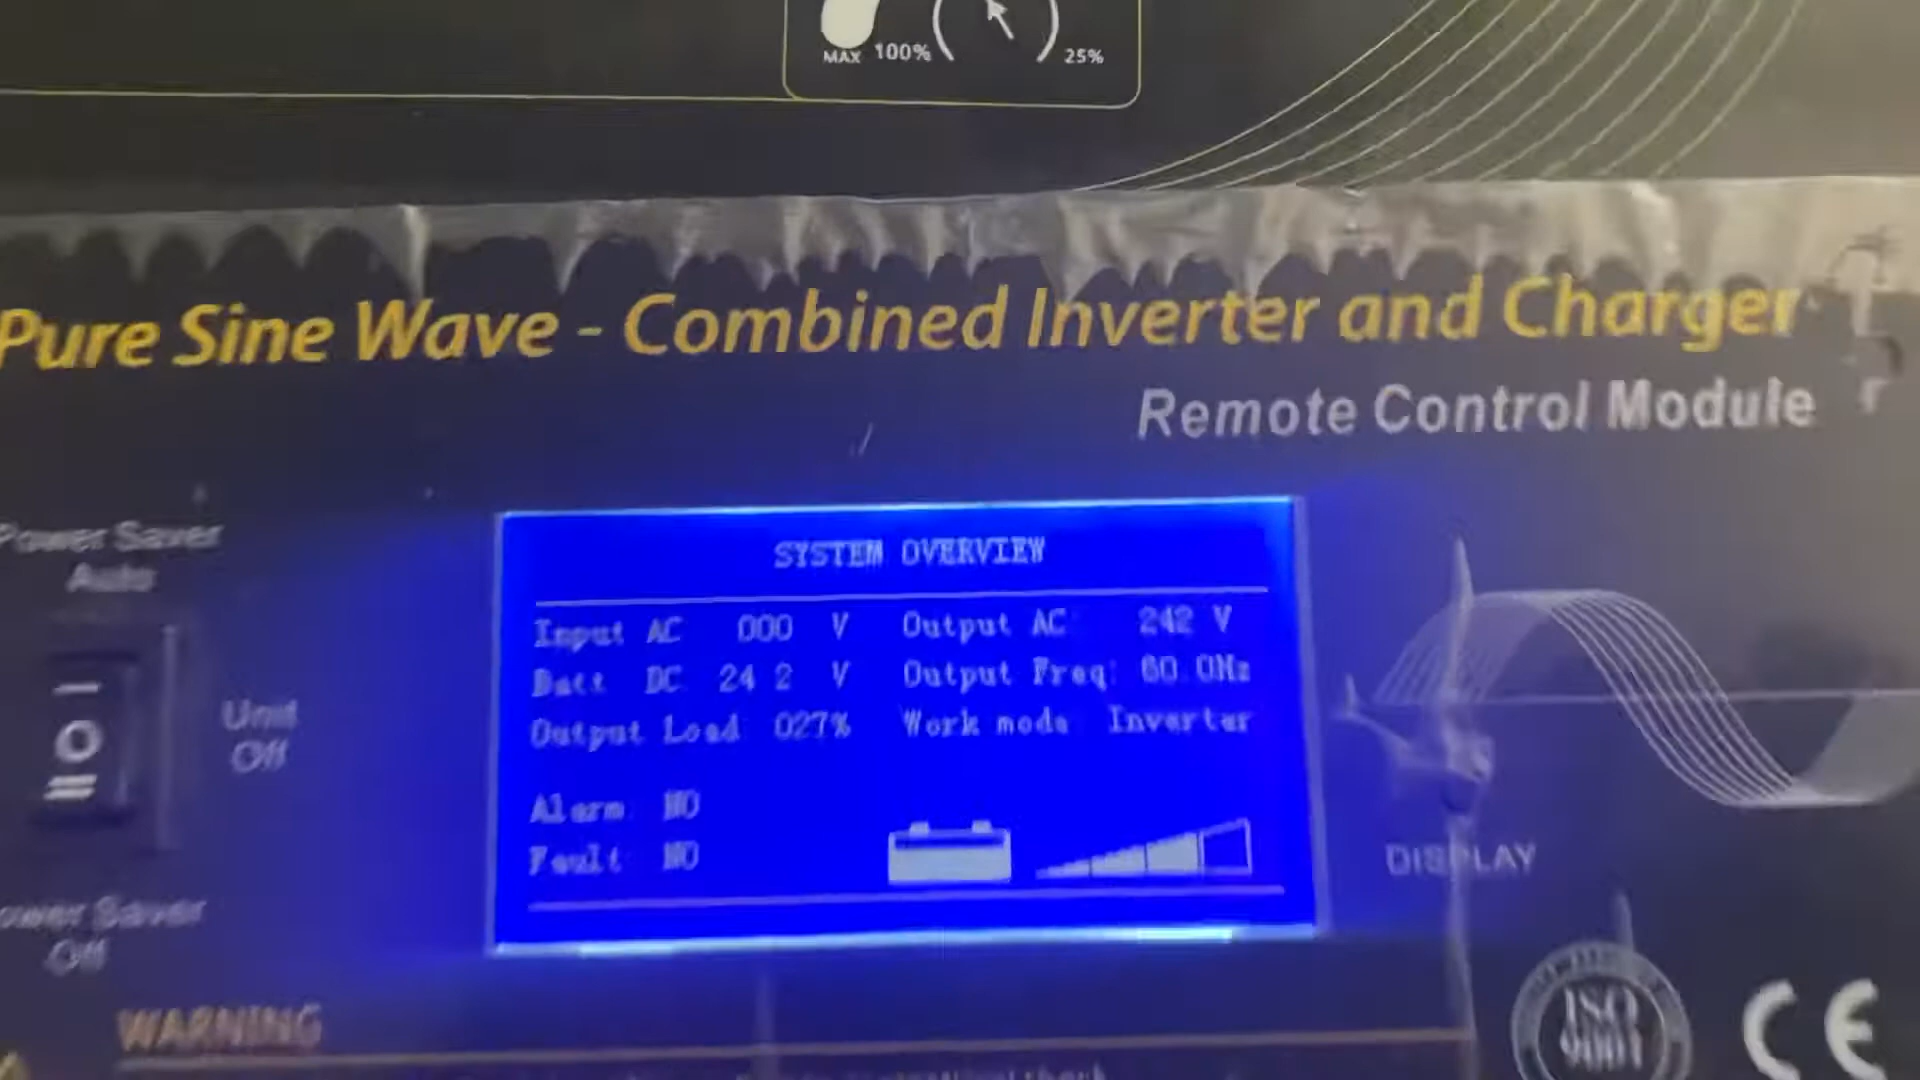 MAX 100% 25%
Pure Sine Wave - Combined Inverter and Charger
Remote Control Module
Power Saver
Auto
Unit
Off
Power Saver
Off
SYSTEM OVERVIEW
Input AC 000 V Output AC: 242 V
Batt DC 24.2 V Output Freq: 60.0Hz
Output Load 027% Work mode Inverter
Alarm: NO
Fault: NO
DISPLAY
WARNING
ISO
9001
CE